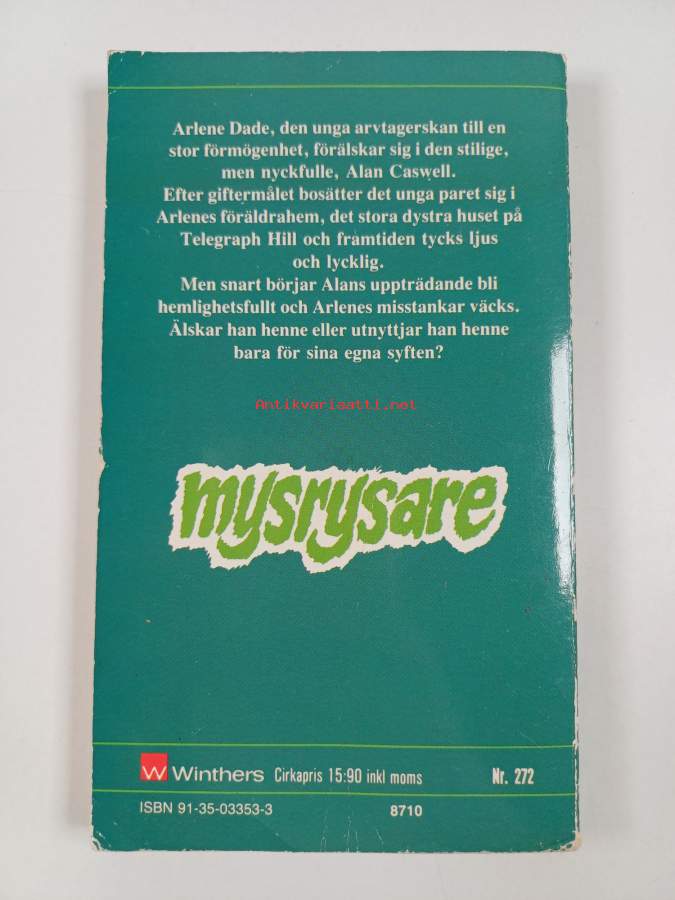 Arlene Dade, den unga arvtagerskan till en
stor förmögenhet, förälskar sig i den stilige,
men nyckfulle, Alan Caswell.
Efter giftermålet bosätter det unga paret sig i
Arlenes föräldrahem, det stora dystra huset på
Telegraph Hill och framtiden tycks ljus
och lycklig.
Men snart börjar Alans uppträdande bli
hemlighetsfullt och Arlenes misstankar väcks.
Älskar han henne eller utnyttjar han henne
bara för sina egna syften?
Antikvariaatti.net
mysrysare
W Winthers Cirkapris 15:90 inkl moms Nr. 272
ISBN 91-35-03353-3 8710